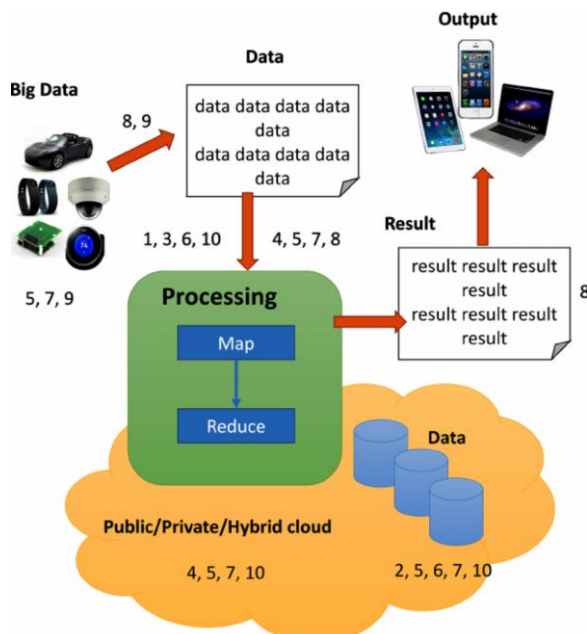 Output
Data
Big Data
8, 9
data data data data
data
data data data data
data
1, 3, 6, 10
4, 5, 7, 8
Result
5, 7, 9
Processing
result result result
result
result result result
result
8
Map
Reduce
Data
Public/Private/Hybrid cloud
4, 5, 7, 10
2, 5, 6, 7, 10